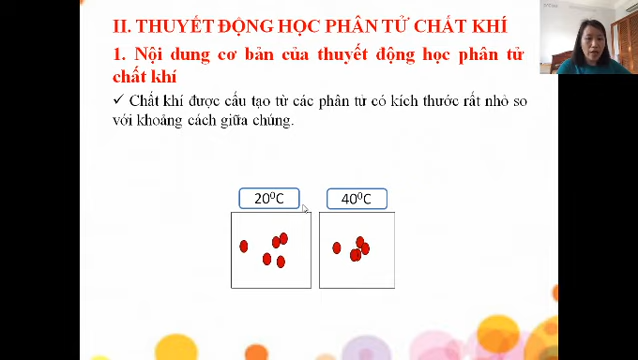 II. THUYẾT ĐỘNG HỌC PHÂN TỬ CHẤT KHÍ
1. Nội dung cơ bản của thuyết động học phân tử
chất khí
✓ Chất khí được cấu tạo từ các phân tử có kích thước rất nhỏ so
với khoảng cách giữa chúng.
20⁰C
40⁰C